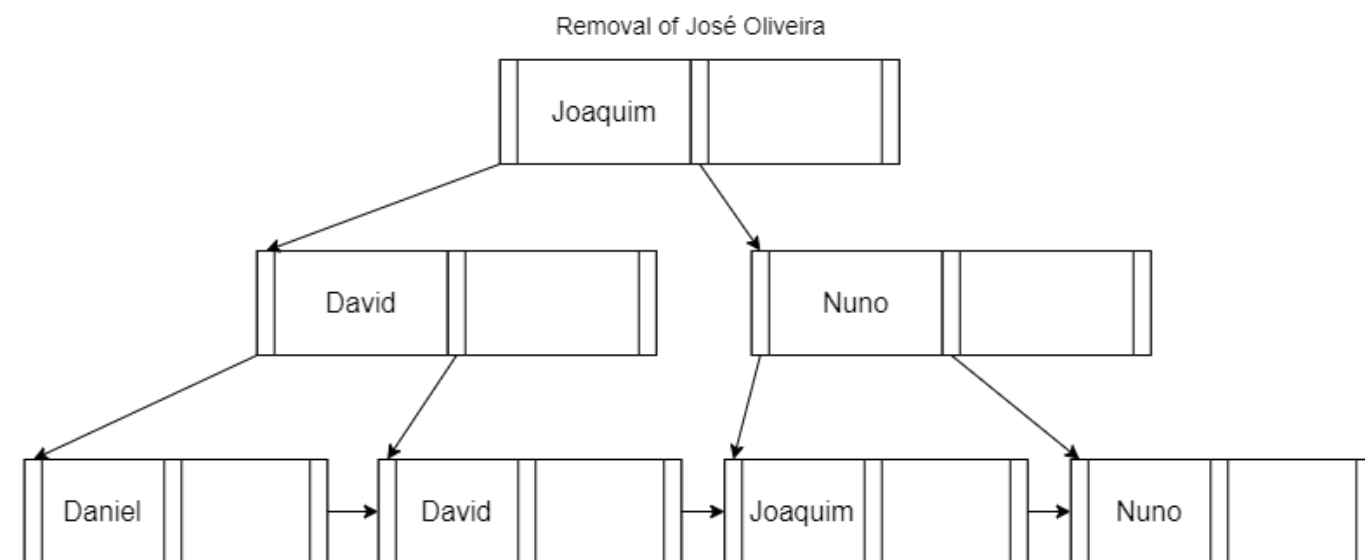 Removal of José Oliveira
Joaquim
David
Nuno
Daniel
David
Joaquim
Nuno